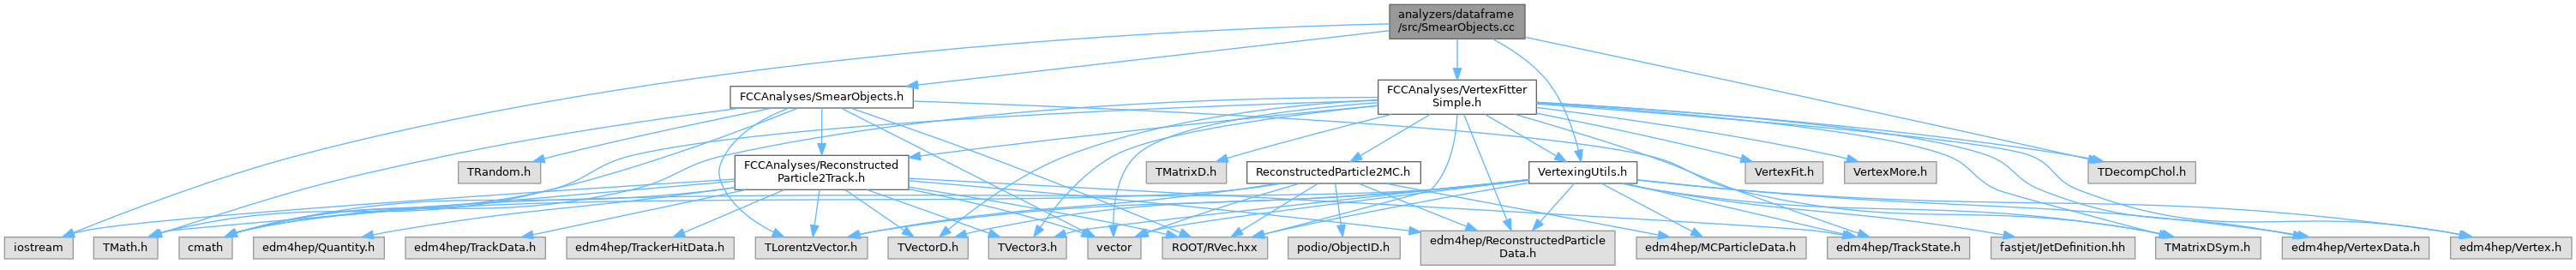 analyzers/dataframe
/src/SmearObjects.cc
FCCAnalyses/SmearObjects.h
FCCAnalyses/VertexFitter
Simple.h
TRandom.h
FCCAnalyses/Reconstructed
Particle2Track.h
TMatrixD.h
ReconstructedParticle2MC.h
VertexingUtils.h
VertexFit.h
VertexMore.h
TDecompChol.h
iostream
TMath.h
cmath
edm4hep/Quantity.h
edm4hep/TrackData.h
edm4hep/TrackerHitData.h
TLorentzVector.h
TVectorD.h
TVector3.h
vector
ROOT/RVec.hxx
podio/ObjectID.h
edm4hep/ReconstructedParticle
Data.h
edm4hep/MCParticleData.h
edm4hep/TrackState.h
fastjet/JetDefinition.hh
TMatrixDSym.h
edm4hep/VertexData.h
edm4hep/Vertex.h